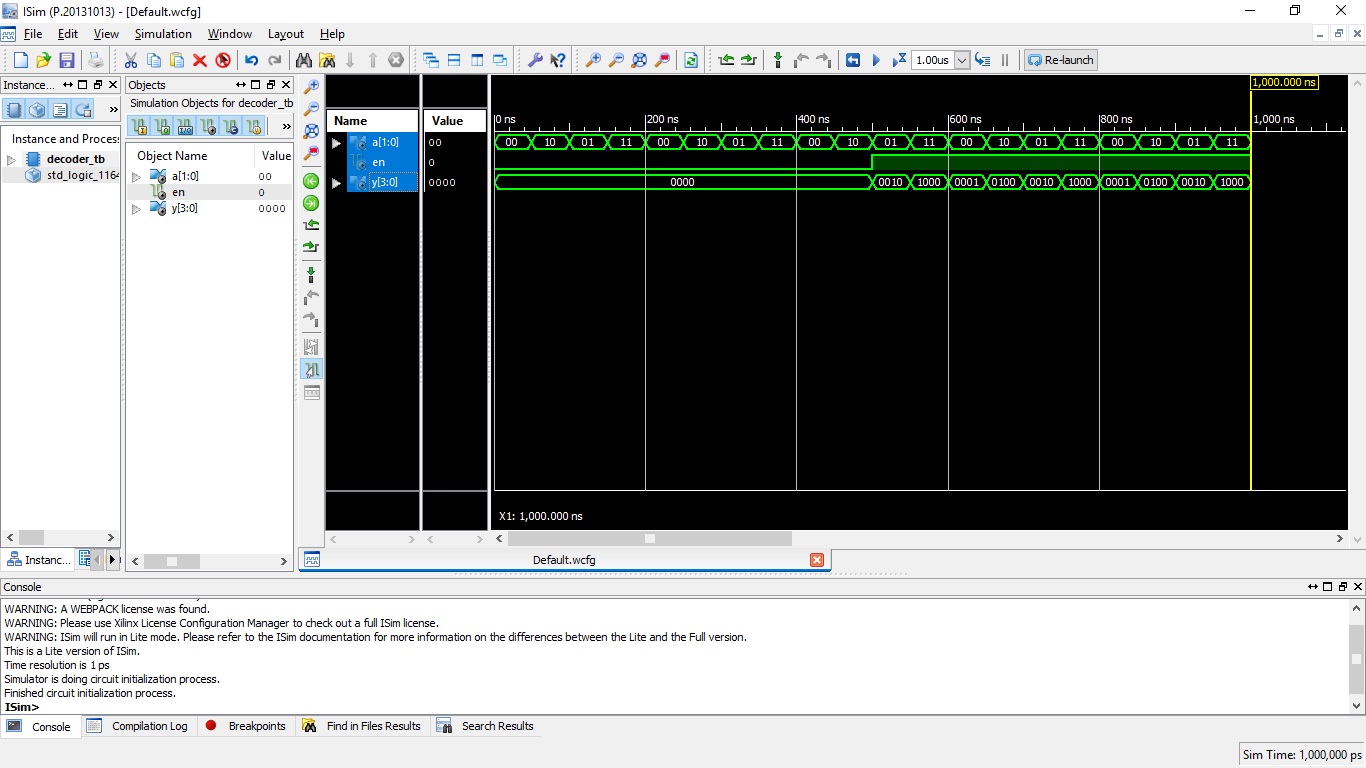 ISim (P.20131013) - [Default.wcfg]
File Edit View Simulation Window Layout Help
1.00us Re-launch
Instance... Objects
Simulation Objects for decoder_tb
Instance and Proces
decoder_tb
std_logic_1164
Object Name Value
a[1:0] 00
en 0
y[3:0] 0000
Name Value
a[1:0] 00
en 0
y[3:0] 0000
1,000.000 ns
0 ns 200 ns 400 ns 600 ns 800 ns 1,000 ns
00 10 01 11 00 10 01 11 00 10 01 11 00 10 01 11 00 10 01 11
0000 0010 1000 0001 0100 0010 1000 0001 0100 0010 1000
X1: 1,000.000 ns
Instanc... Default.wcfg
Console
WARNING: A WEBPACK license was found.
WARNING: Please use Xilinx License Configuration Manager to check out a full ISim license.
WARNING: ISim will run in Lite mode. Please refer to the ISim documentation for more information on the differences between the Lite and the Full version.
This is a Lite version of ISim.
Time resolution is 1 ps
Simulator is doing circuit initialization process.
Finished circuit initialization process.
ISim>
Console Compilation Log Breakpoints Find in Files Results Search Results
Sim Time: 1,000,000 ps